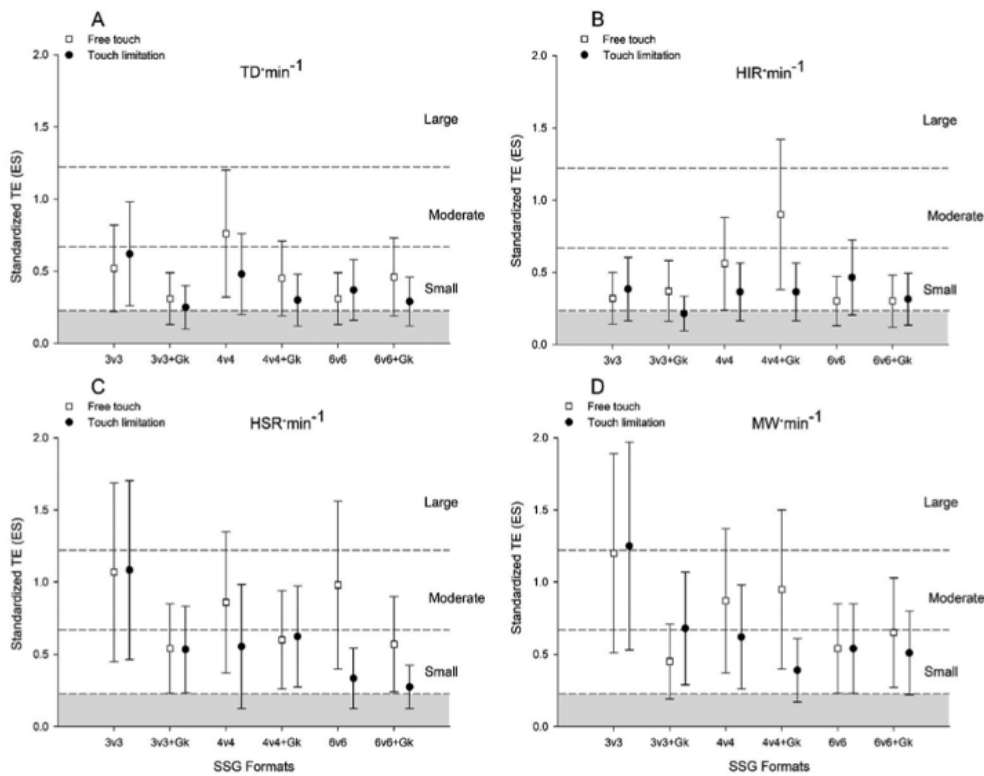 A
Free touch
Touch limitation
TD·min-1
2.0
1.5
1.0
0.5
0.0
Standardized TE (ES)
Large
Moderate
Small
3v3 3v3+Gk 4v4 4v4+Gk 6v6 6v6+Gk
B
Free touch
Touch limitation
HIR·min-1
2.0
1.5
1.0
0.5
0.0
Standardized TE (ES)
Large
Moderate
Small
3v3 3v3+Gk 4v4 4v4+Gk 6v6 6v6+Gk
C
Free touch
Touch limitation
HSR·min-1
2.0
1.5
1.0
0.5
0.0
Standardized TE (ES)
Large
Moderate
Small
3v3 3v3+Gk 4v4 4v4+Gk 6v6 6v6+Gk
SSG Formats
D
Free touch
Touch limitation
MW·min-1
2.0
1.5
1.0
0.5
0.0
Standardized TE (ES)
Large
Moderate
Small
3v3 3v3+Gk 4v4 4v4+Gk 6v6 6v6+Gk
SSG Formats